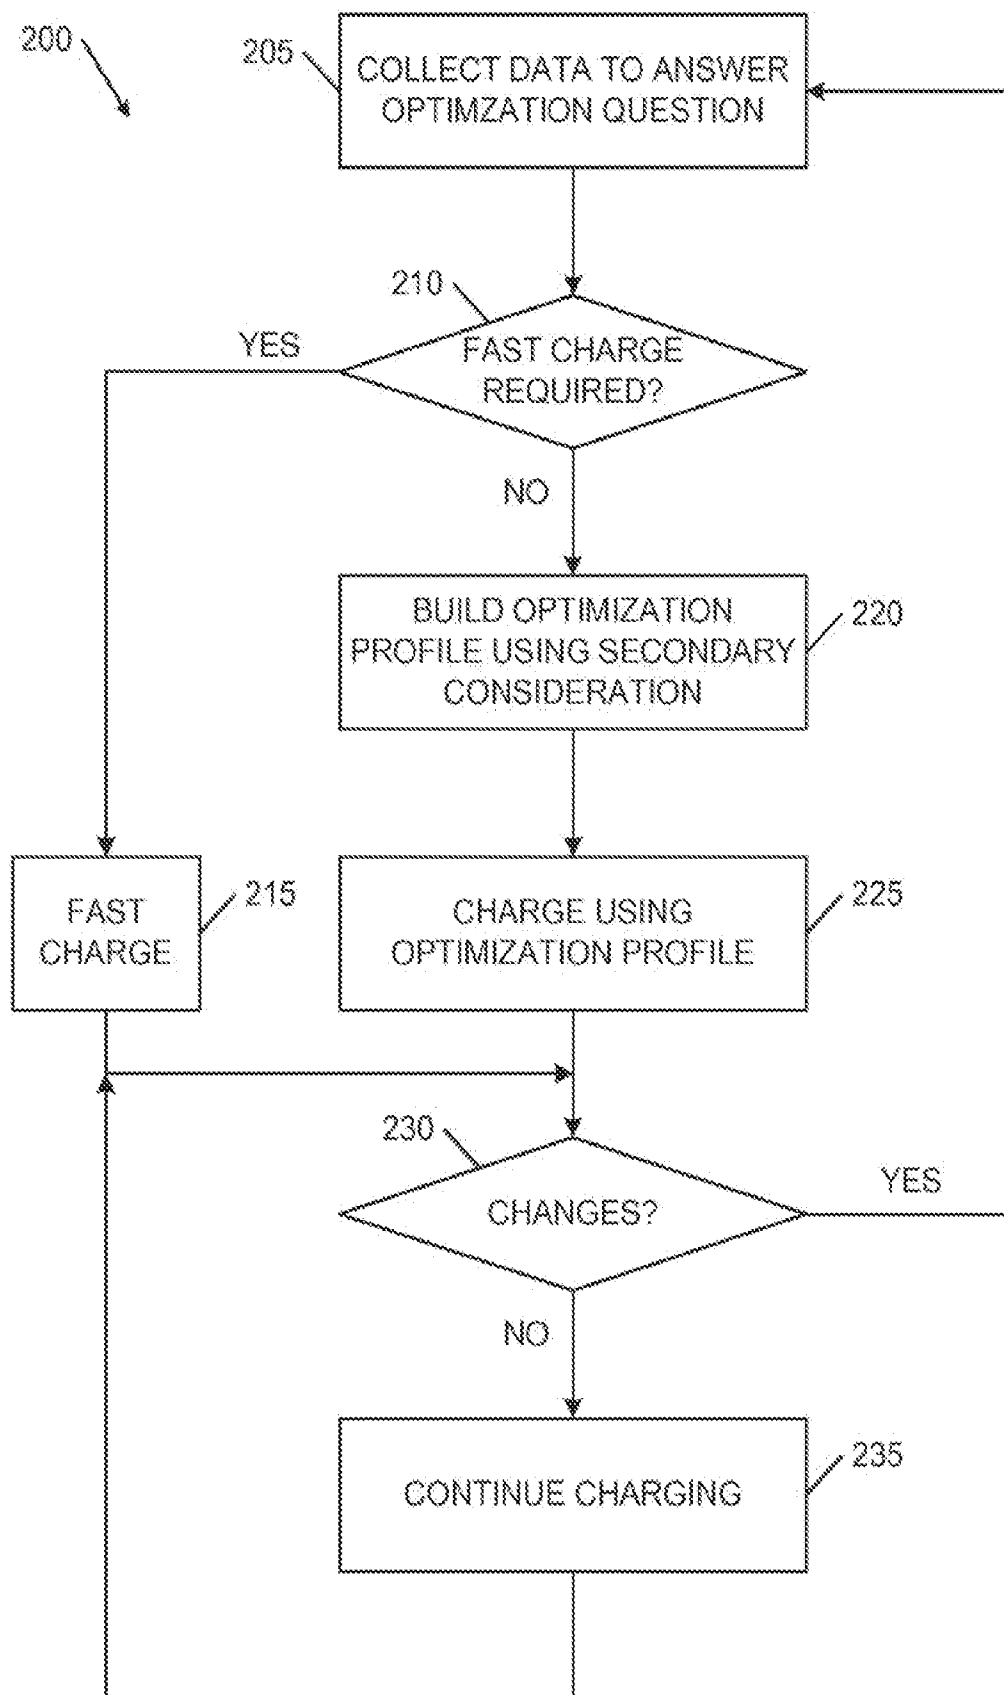 200
205
COLLECT DATA TO ANSWER
OPTIMZATION QUESTION
210
YES
FAST CHARGE
REQUIRED?
NO
BUILD OPTIMIZATION
PROFILE USING SECONDARY
CONSIDERATION
220
FAST
CHARGE
215
CHARGE USING
OPTIMIZATION PROFILE
225
230
CHANGES?
YES
NO
CONTINUE CHARGING
235